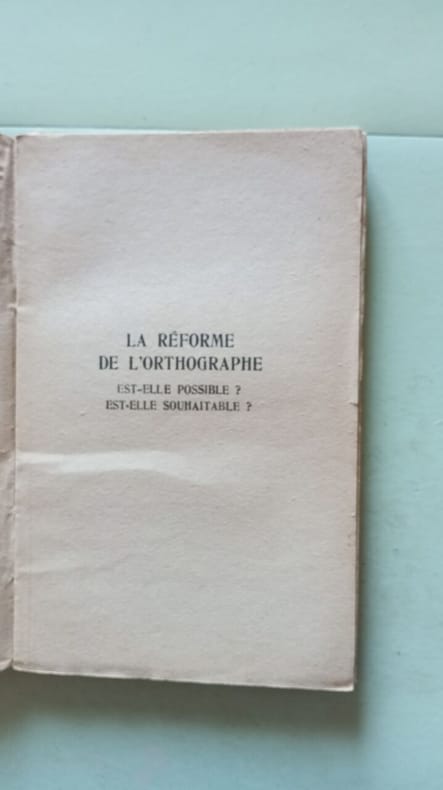 LA RÉFORME
DE L'ORTHOGRAPHE
EST-ELLE POSSIBLE ?
EST-ELLE SOUHAITABLE ?